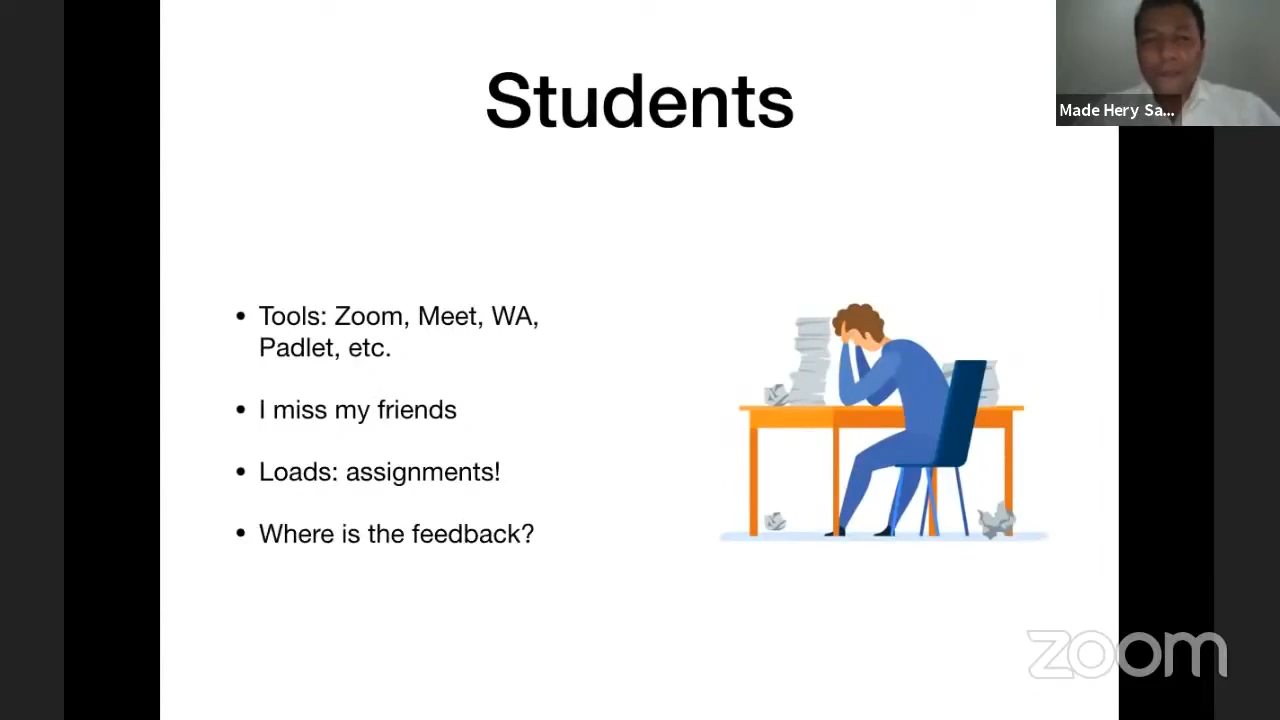 Students
Made Hery Sa...
• Tools: Zoom, Meet, WA,
Padlet, etc.
• I miss my friends
• Loads: assignments!
• Where is the feedback?
zoom